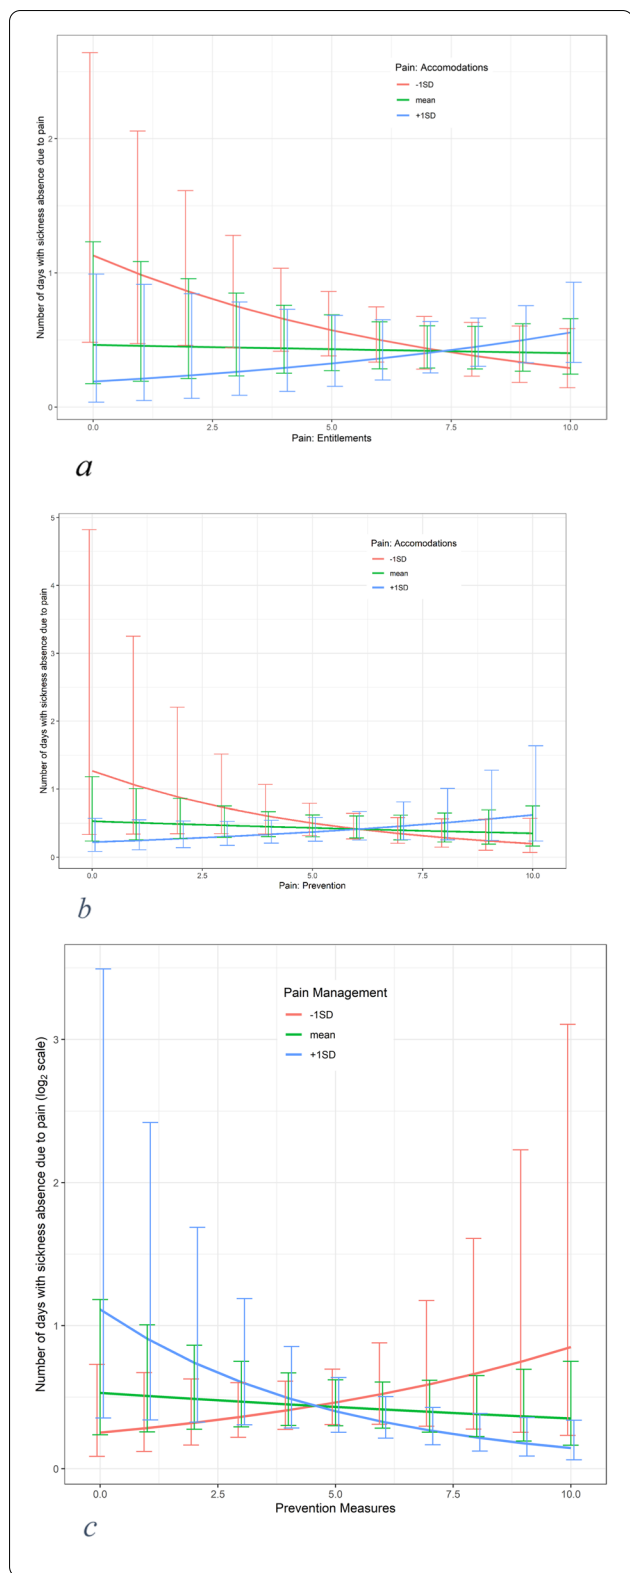 Number of days with sickness absence due to pain
Pain: Accomodations
-1SD
mean
+1SD
2
1
0
0.0 2.5 5.0 7.5 10.0
Pain: Entitlements
a
Number of days with sickness absence due to pain
Pain: Accomodations
-1SD
mean
+1SD
5
4
3
2
1
0
0.0 2.5 5.0 7.5 10.0
Pain: Prevention
b
Number of days with sickness absence due to pain (log₂ scale)
Pain Management
-1SD
mean
+1SD
3
2
1
0
0.0 2.5 5.0 7.5 10.0
Prevention Measures
c